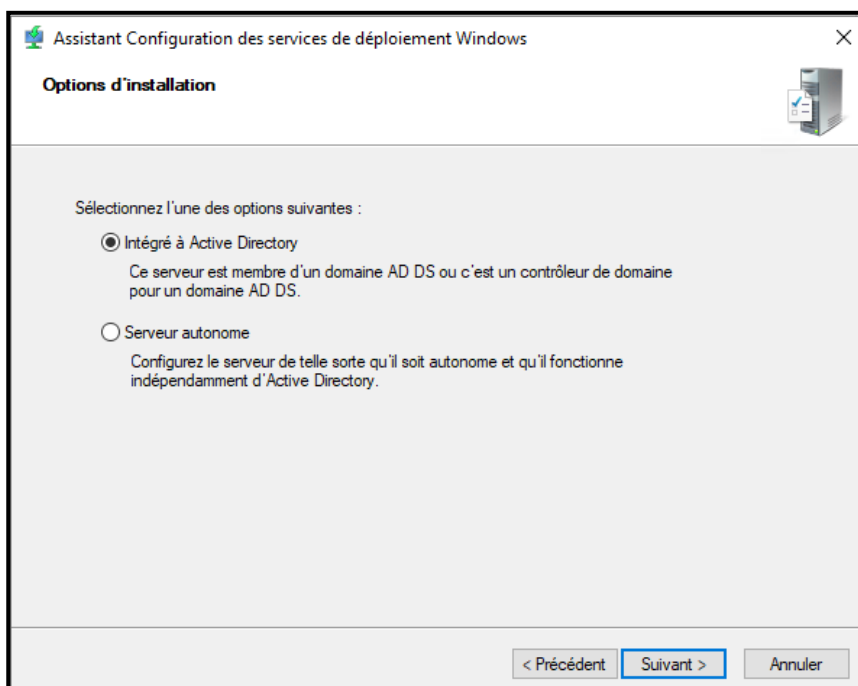 Assistant Configuration des services de déploiement Windows
Options d'installation
Sélectionnez l'une des options suivantes :
Intégré à Active Directory
Ce serveur est membre d'un domaine AD DS ou c'est un contrôleur de domaine
pour un domaine AD DS.
Serveur autonome
Configurez le serveur de telle sorte qu'il soit autonome et qu'il fonctionne
indépendamment d'Active Directory.
< Précédent Suivant > Annuler